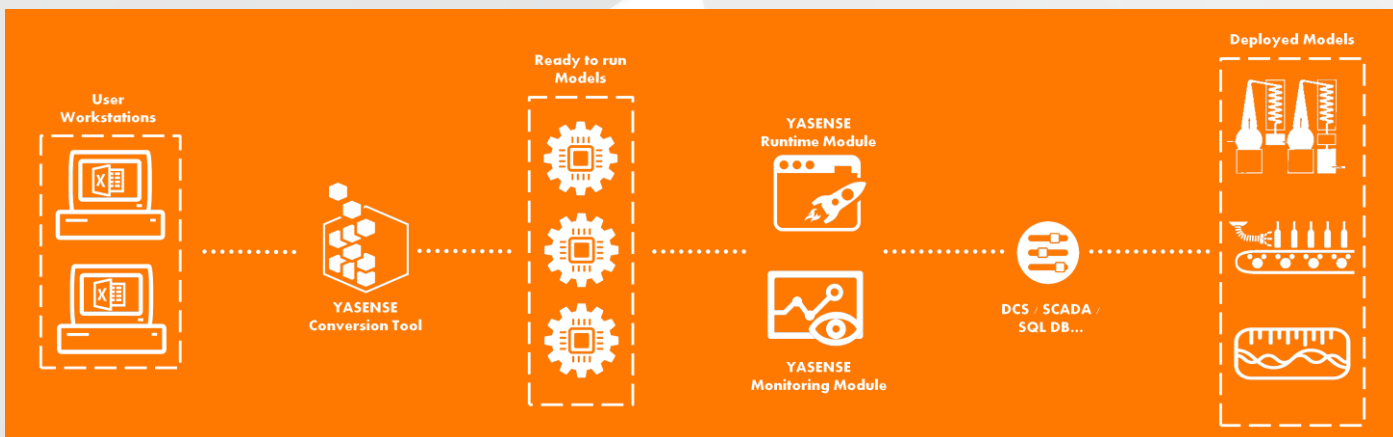 User
Workstations
YASENSE
Conversion Tool
Ready to run
Models
YASENSE
Runtime Module
YASENSE
Monitoring Module
DCS / SCADA /
SQL DB...
Deployed Models
X
X